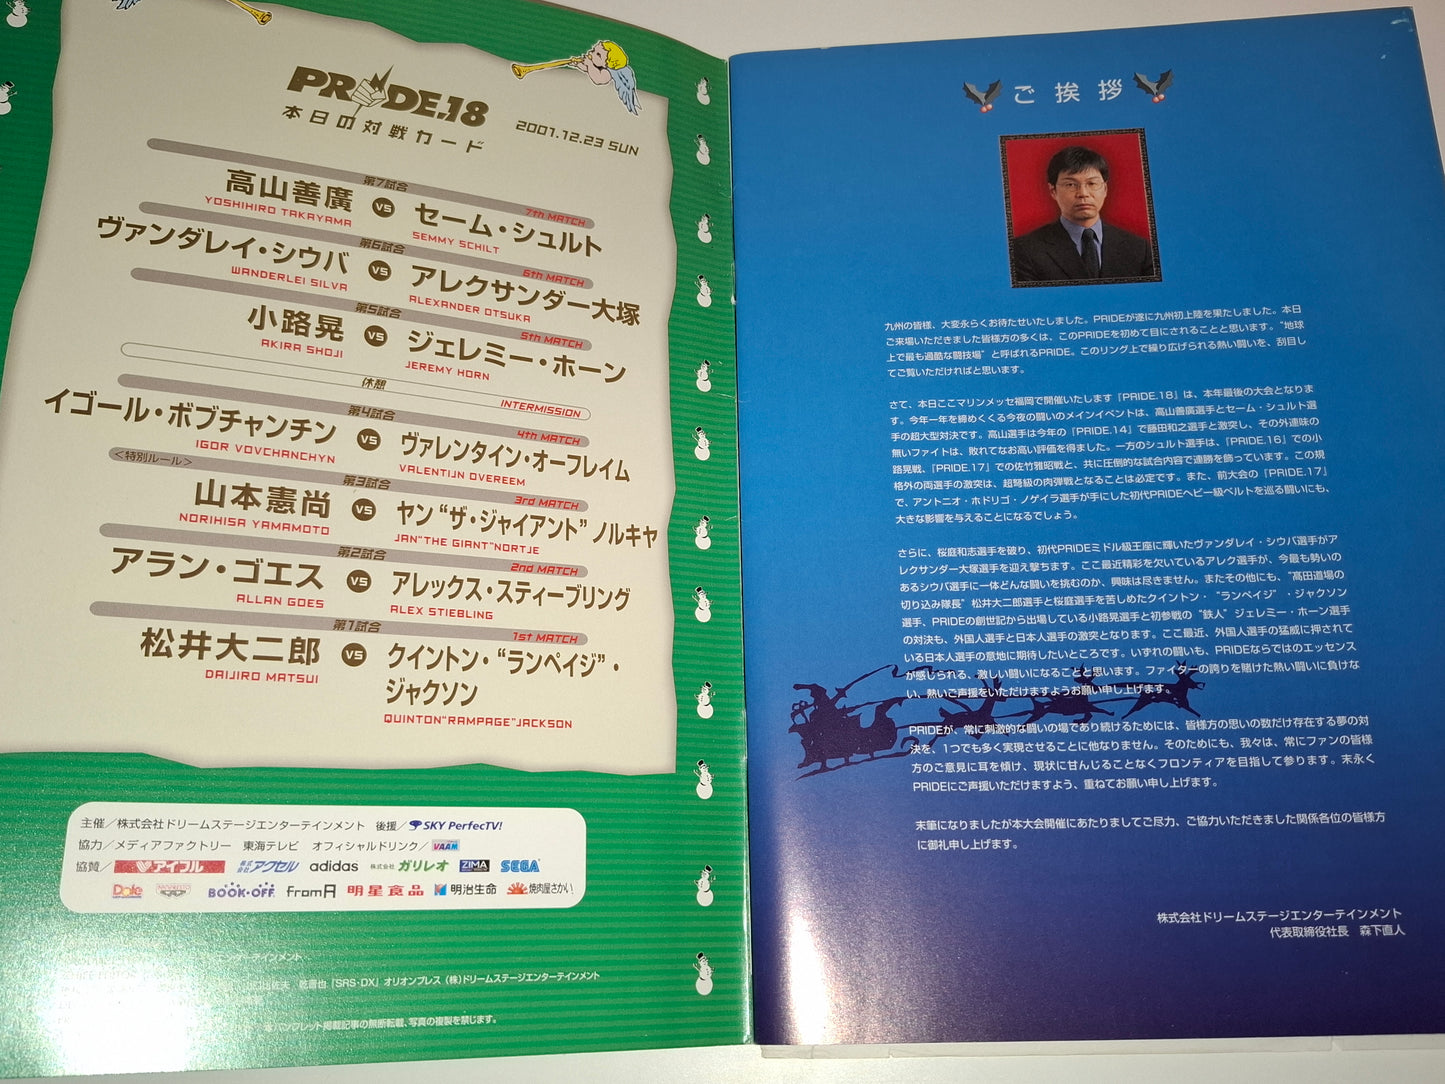 PRIDE.18
本日の対戦カード
2001.12.23 SUN
第7試合
7th MATCH
高山善廣 VS セーム・シュルト
YOSHIHIRO TAKAYAMA
SEMMY SCHILT
第6試合
6th MATCH
ヴァンダレイ・シウバ VS アレクサンダー大塚
WANDERLEI SILVA
ALEXANDER OTSUKA
第5試合
5th MATCH
小路晃 VS ジェレミー・ホーン
AKIRA SHOJI
JEREMY HORN
休憩
INTERMISSION
第4試合
4th MATCH
イゴール・ボブチャンチン VS ヴァレンタイン・オーフレイム
IGOR VOVCHANCHYN
VALENTIJN OVEREEM
<特別ルール>
第3試合
3rd MATCH
山本憲尚 VS ヤン“ザ・ジャイアント”ノルキヤ
NORIHISA YAMAMOTO
JAN"THE GIANT"NORTJE
第2試合
2nd MATCH
アラン・ゴエス VS アレックス・スティーブリング
ALLAN GOES
ALEX STIEBLING
第1試合
1st MATCH
松井大二郎 VS クイントン・“ランペイジ”・
ジャクソン
DAIJIRO MATSUI
QUINTON"RAMPAGE"JACKSON
主催／株式会社ドリームステージエンターテインメント 後援／SKY PerfecTV!
協力／メディアファクトリー 東海テレビ オフィシャルドリンク／VAAM
協賛／アイフル 株式会社アクセル adidas 株式会社ガリレオ ZIMA SEGA
Dole BOOK・OFF fromA 明星食品 明治生命 焼肉屋さかい
エンターテインメント
「SRS・DX」オリオンプレス (株)ドリームステージエンターテインメント
本パンフレット掲載記事の無断転載、写真の複製を禁じます。
ご挨拶
九州の皆様、大変永らくお待たせいたしました。PRIDEが遂に九州初上陸を果たしました。本日
ご来場いただきました皆様方の多くは、このPRIDEを初めて目にされることと思います。“地球
上で最も過酷な闘技場”と呼ばれるPRIDE。このリング上で繰り広げられる熱い闘いを、刮目し
てご覧いただければと思います。
さて、本日ここマリンメッセ福岡で開催いたします『PRIDE.18』は、本年最後の大会となりま
す。今年一年を締めくくる今夜の闘いのメインイベントは、高山善廣選手とセーム・シュルト選
手の超大型対決です。高山選手は今年の『PRIDE.14』で藤田和之選手と激突し、その外連味の
無いファイトは、敗れてなお高い評価を得ました。一方のシュルト選手は、『PRIDE.16』での小
路晃戦、『PRIDE.17』での佐竹雅昭戦と、共に圧倒的な試合内容で連勝を飾っています。この規
格外の両選手の激突は、超弩級の肉弾戦となることは必定です。また、前大会の『PRIDE.17』
で、アントニオ・ホドリゴ・ノゲイラ選手が手にした初代PRIDEヘビー級ベルトを巡る闘いにも、
大きな影響を与えることになるでしょう。
さらに、桜庭和志選手を破り、初代PRIDEミドル級王座に輝いたヴァンダレイ・シウバ選手がア
レクサンダー大塚選手を迎え撃ちます。ここ最近精彩を欠いているアレク選手が、今最も勢いの
あるシウバ選手に一体どんな闘いを挑むのか、興味は尽きません。またその他にも、“髙田道場の
切り込み隊長”松井大二郎選手と桜庭選手を苦しめたクイントン・“ランペイジ”・ジャクソン
選手、PRIDEの創世記から出場している小路晃選手と初参戦の“鉄人”ジェレミー・ホーン選手
の対決も、外国人選手と日本人選手の激突となります。ここ最近、外国人選手の猛威に押されて
いる日本人選手の意地に期待したいところです。いずれの闘いも、PRIDEならではのエッセンス
が感じられる、激しい闘いになることと思います。ファイターの誇りを賭けた熱い闘いに負けな
い、熱いご声援をいただけますようお願い申し上げます。
PRIDEが、常に刺激的な闘いの場であり続けるためには、皆様方の思いの数だけ存在する夢の対
決を、1つでも多く実現させることに他なりません。そのためにも、我々は、常にファンの皆様
方のご意見に耳を傾け、現状に甘んじることなくフロンティアを目指して参ります。末永く
PRIDEにご声援いただけますよう、重ねてお願い申し上げます。
末筆になりましたが本大会開催にあたりましてご尽力、ご協力いただきました関係各位の皆様方
に御礼申し上げます。
株式会社ドリームステージエンターテインメント
代表取締役社長 森下直人